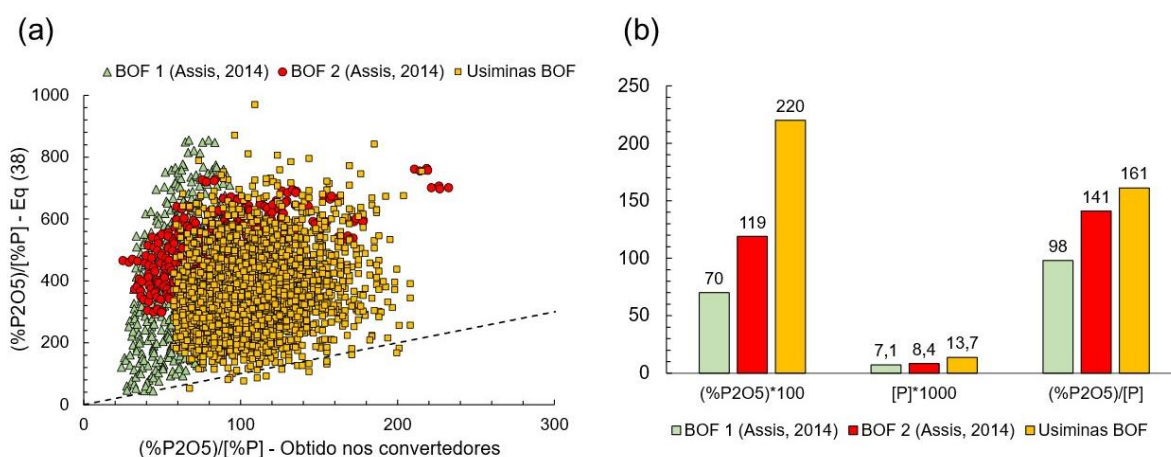 (a)
BOF 1 (Assis, 2014) BOF 2 (Assis, 2014) Usiminas BOF
(%P2O5)/[%P] - Eq (38)
1000
800
600
400
200
0
0 100 200 300
(%P2O5)/[%P] - Obtido nos convertedores
(b)
250
200
150
100
50
0
70 119 220
7,1 8,4 13,7
98 141 161
(%P2O5)*100 [P]*1000 (%P2O5)/[P]
BOF 1 (Assis, 2014) BOF 2 (Assis, 2014) Usiminas BOF